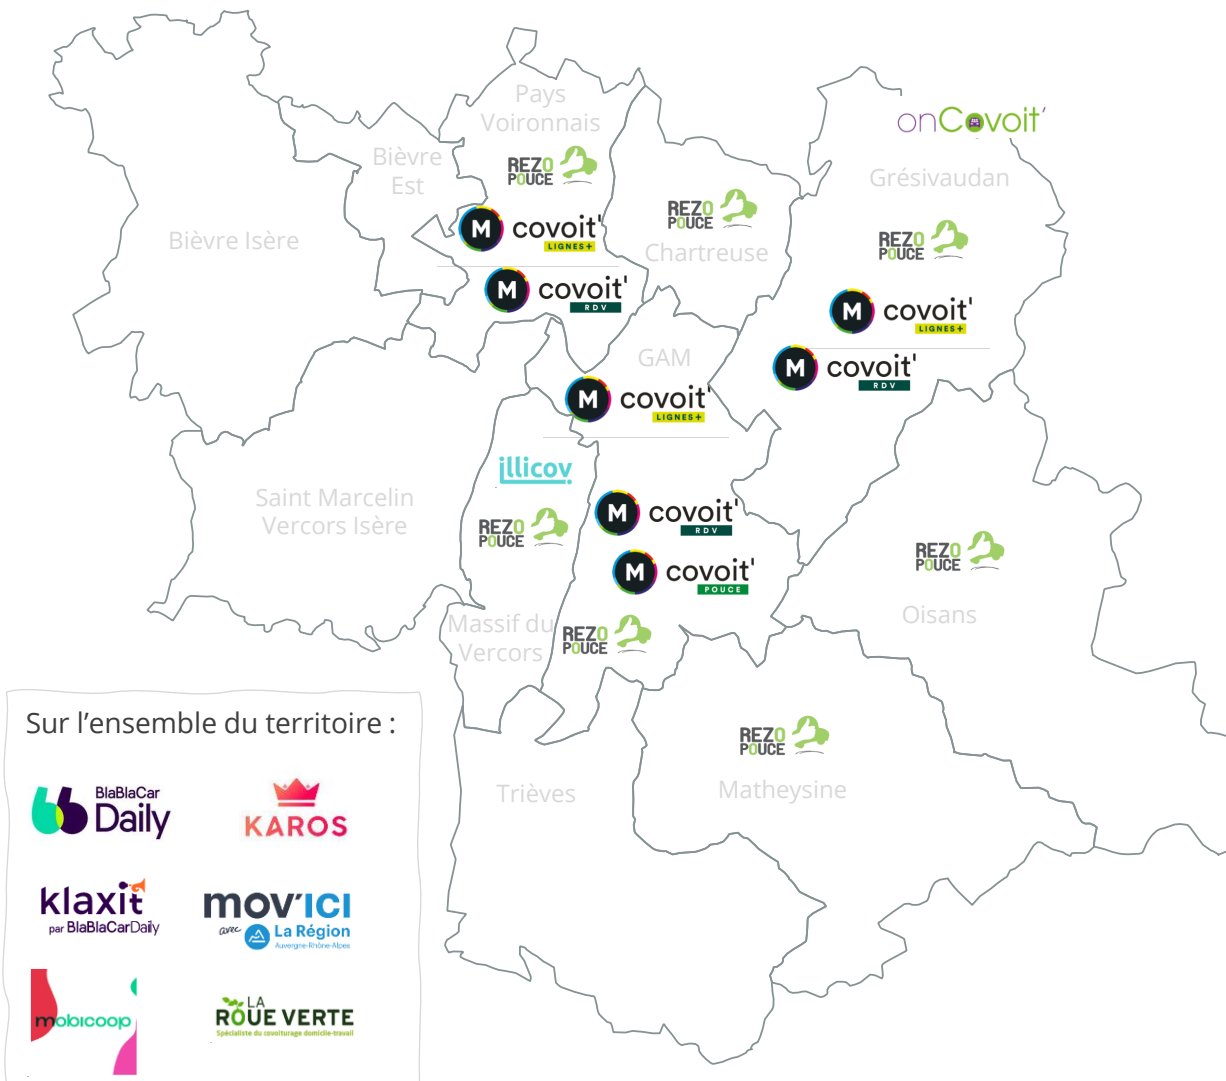 Pays
Voironnais
REZO
POUCE
M covoit'
LIGNES+
M covoit'
RDV
Bièvre
Est
Bièvre Isère
REZO
POUCE
Chartreuse
onCovoit'
Grésivaudan
REZO
POUCE
M covoit'
LIGNES+
M covoit'
RDV
GAM
M covoit'
LIGNES+
M covoit'
RDV
M covoit'
POUCE
REZO
POUCE
illicov
REZO
POUCE
Massif du
Vercors
Saint Marcelin
Vercors Isère
REZO
POUCE
Oisans
REZO
POUCE
Matheysine
Trièves
Sur l'ensemble du territoire :
BlaBlaCar
Daily
KAROS
klaxit
par BlaBlaCarDaily
mov'ICI
avec La Région
Auvergne-Rhône-Alpes
mobicoop
LA
ROUE VERTE
Spécialiste du covoiturage domicile-travail